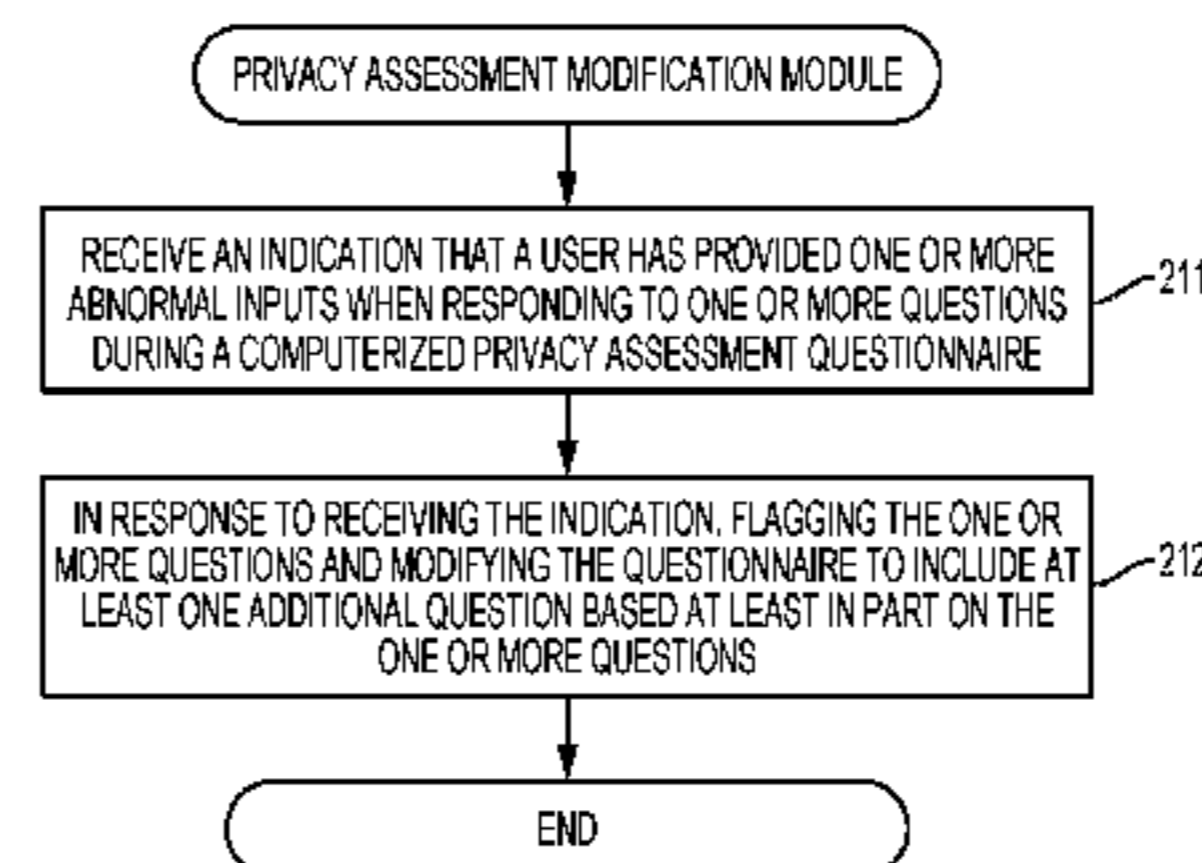 PRIVACY ASSESSMENT MODIFICATION MODULE
RECEIVE AN INDICATION THAT A USER HAS PROVIDED ONE OR MORE
ABNORMAL INPUTS WHEN RESPONDING TO ONE OR MORE QUESTIONS
DURING A COMPUTERIZED PRIVACY ASSESSMENT QUESTIONNAIRE
211
IN RESPONSE TO RECEIVING THE INDICATION, FLAGGING THE ONE OR
MORE QUESTIONS AND MODIFYING THE QUESTIONNAIRE TO INCLUDE AT
LEAST ONE ADDITIONAL QUESTION BASED AT LEAST IN PART ON THE
ONE OR MORE QUESTIONS
212
END